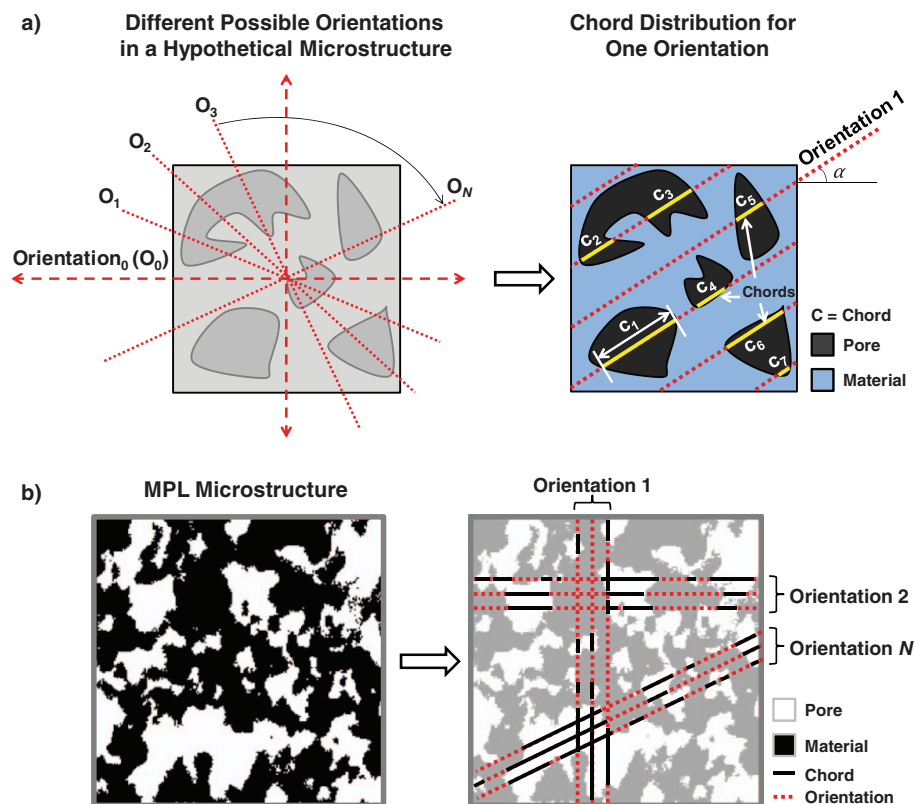 a)
Different Possible Orientations
in a Hypothetical Microstructure
Chord Distribution for
One Orientation
O3
O2
O1
ON
Orientation0 (O0)
Orientation 1
α
C2
C3
C5
C4
Chords
C1
C6
C7
C = Chord
Pore
Material
b)
MPL Microstructure
Orientation 1
Orientation 2
Orientation N
Pore
Material
Chord
Orientation